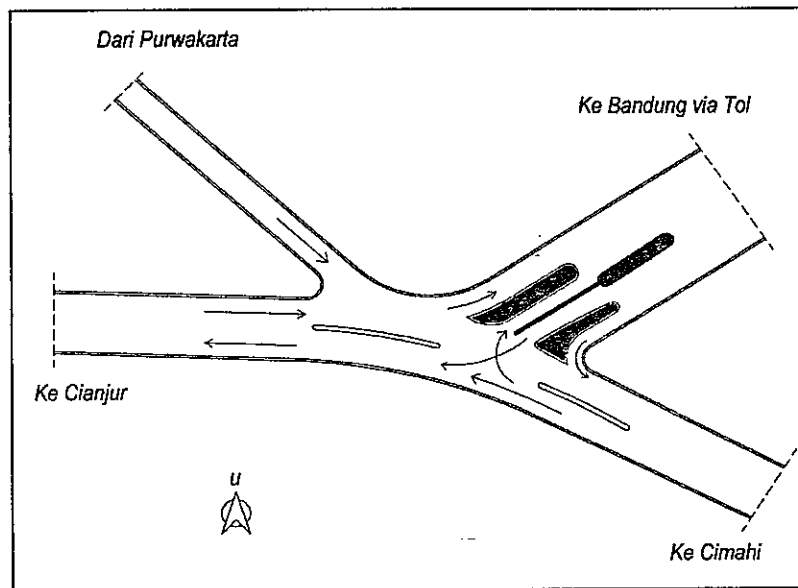 Dari Purwakarta
Ke Bandung via Tol
Ke Cianjur
u
Ke Cimahi